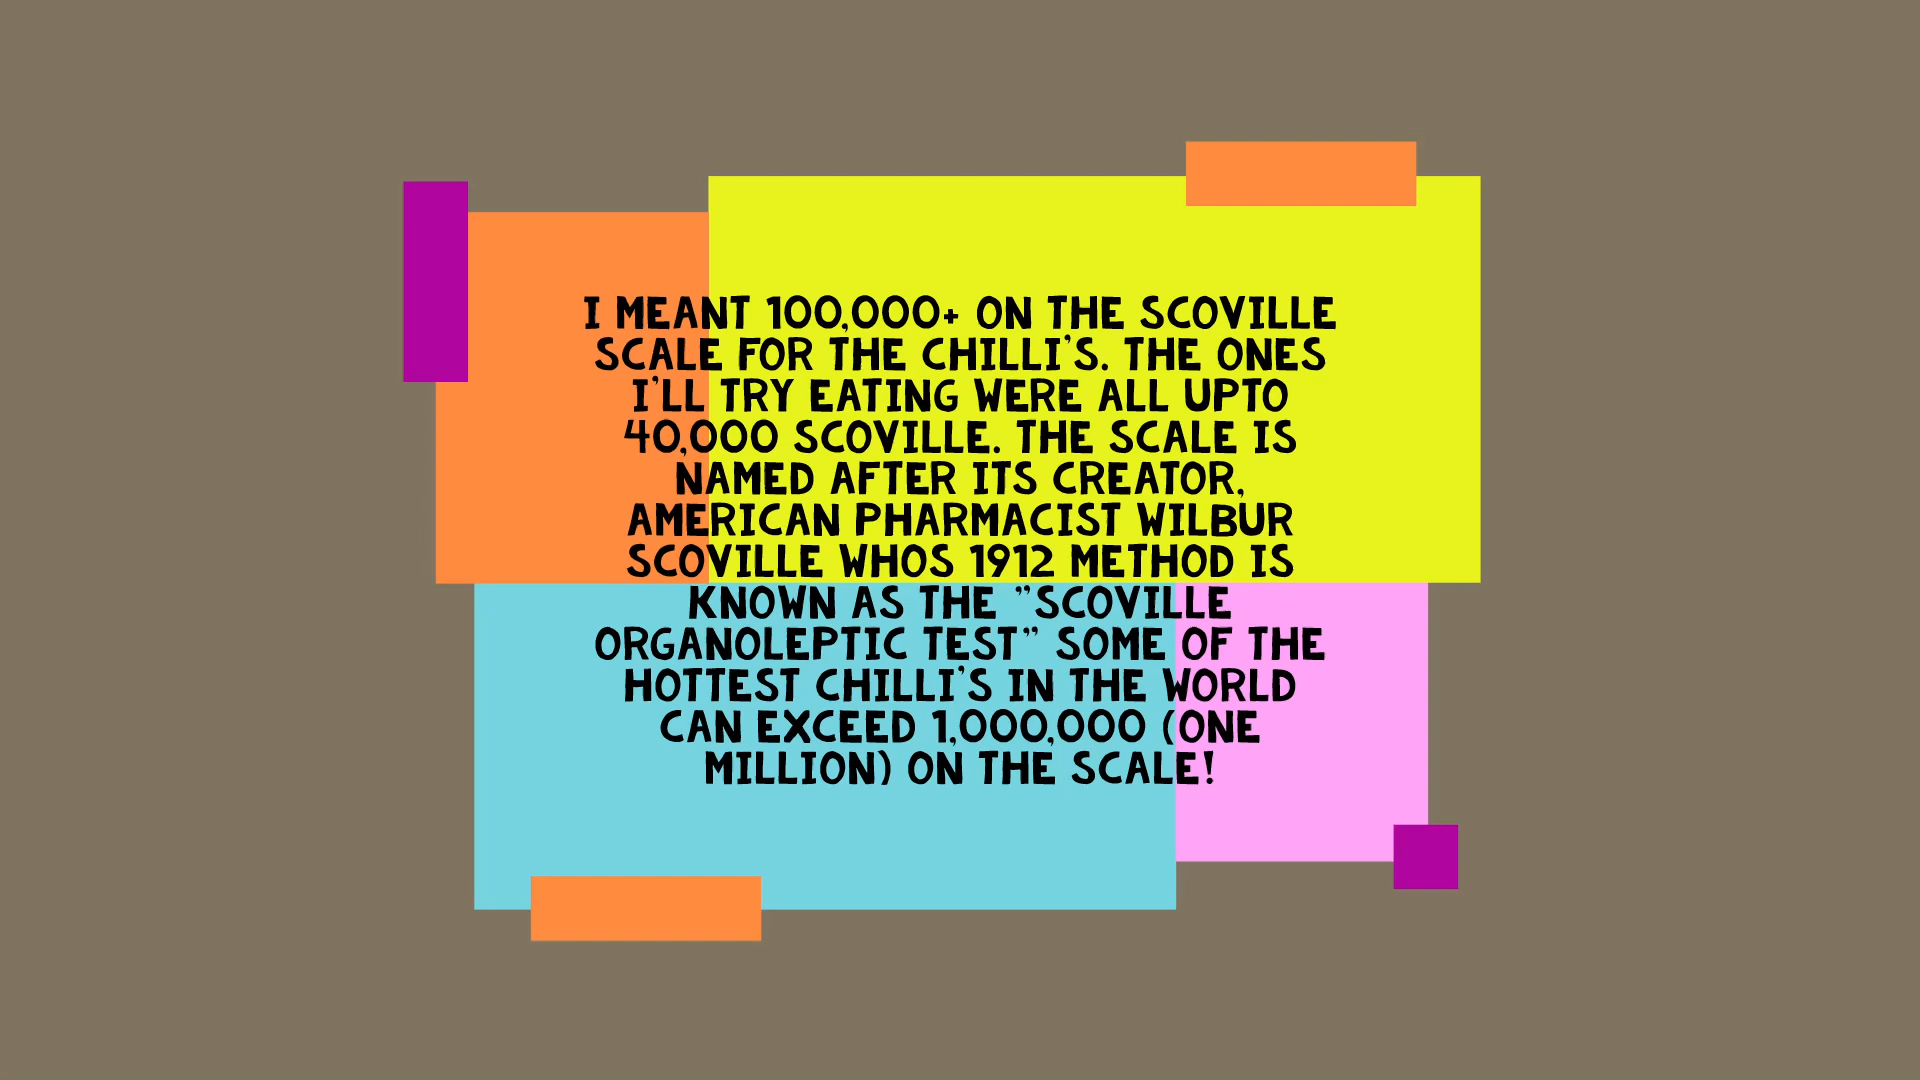 I MEANT 100,000+ ON THE SCOVILLE
SCALE FOR THE CHILLI'S. THE ONES
I'LL TRY EATING WERE ALL UPTO
40,000 SCOVILLE. THE SCALE IS
NAMED AFTER ITS CREATOR,
AMERICAN PHARMACIST WILBUR
SCOVILLE WHOS 1912 METHOD IS
KNOWN AS THE "SCOVILLE
ORGANOLEPTIC TEST" SOME OF THE
HOTTEST CHILLI'S IN THE WORLD
CAN EXCEED 1,000,000 (ONE
MILLION) ON THE SCALE!